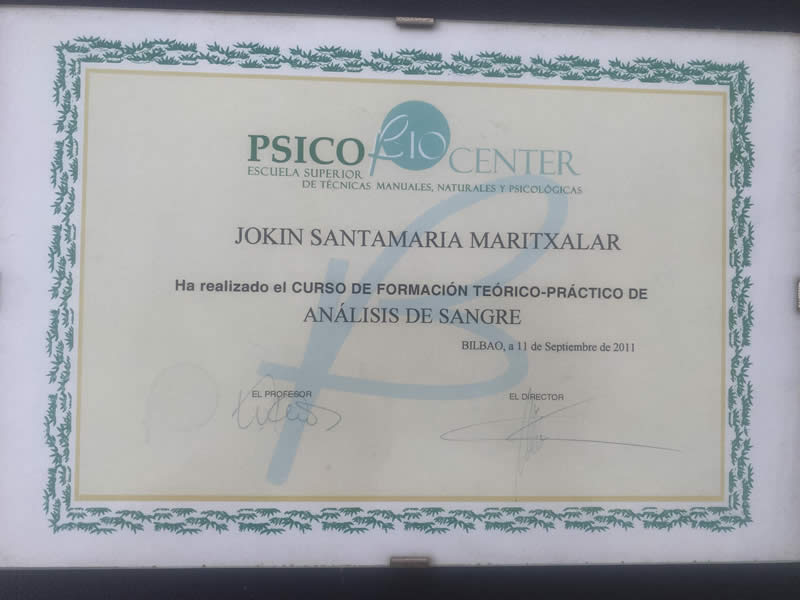 PSICO BIO CENTER
ESCUELA SUPERIOR
DE TÉCNICAS MANUALES, NATURALES Y PSICOLÓGICAS
JOKIN SANTAMARIA MARITXALAR
Ha realizado el CURSO DE FORMACIÓN TEÓRICO-PRÁCTICO DE
ANÁLISIS DE SANGRE
BILBAO, a 11 de Septiembre de 2011
EL PROFESOR
EL DIRECTOR